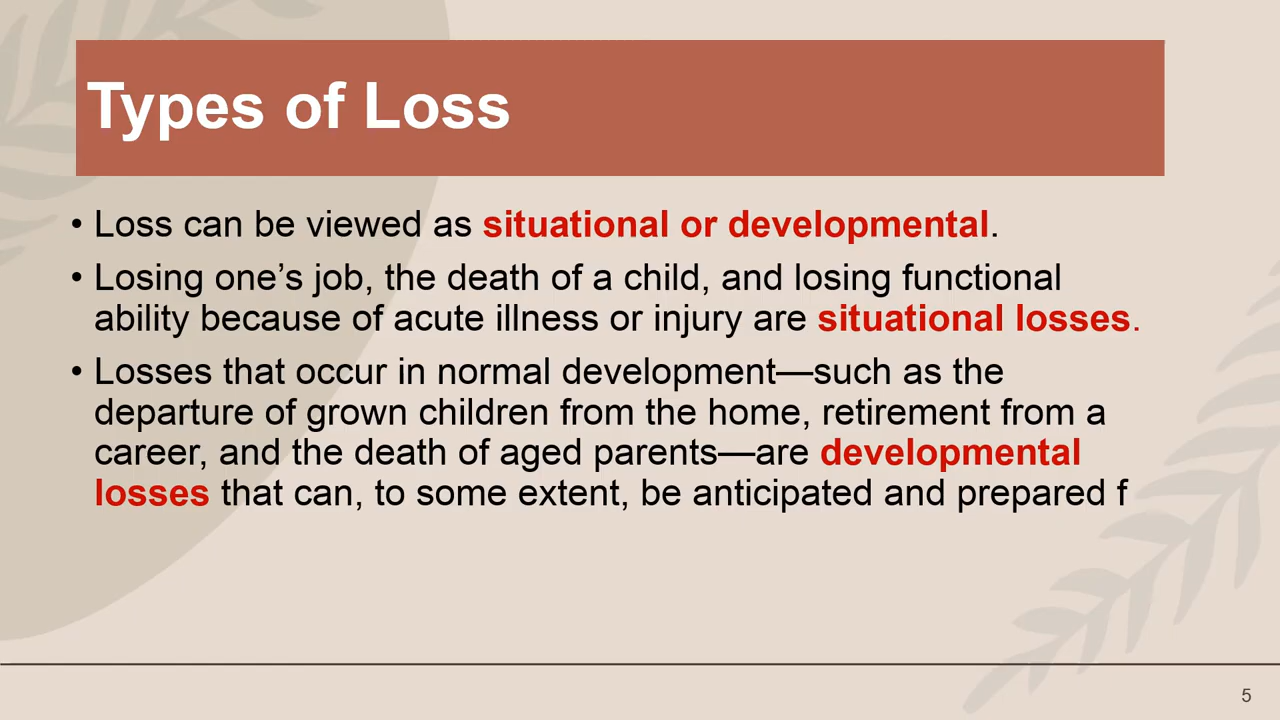 Types of Loss
• Loss can be viewed as situational or developmental.
• Losing one’s job, the death of a child, and losing functional
ability because of acute illness or injury are situational losses.
• Losses that occur in normal development—such as the
departure of grown children from the home, retirement from a
career, and the death of aged parents—are developmental
losses that can, to some extent, be anticipated and prepared f
5